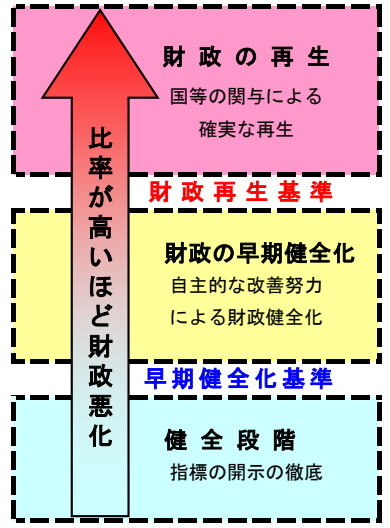 財政の再生
国等の関与による
確実な再生
財政再生基準
財政の早期健全化
自主的な改善努力
による財政健全化
早期健全化基準
健全段階
指標の開示の徹底
比率が高いほど財政悪化